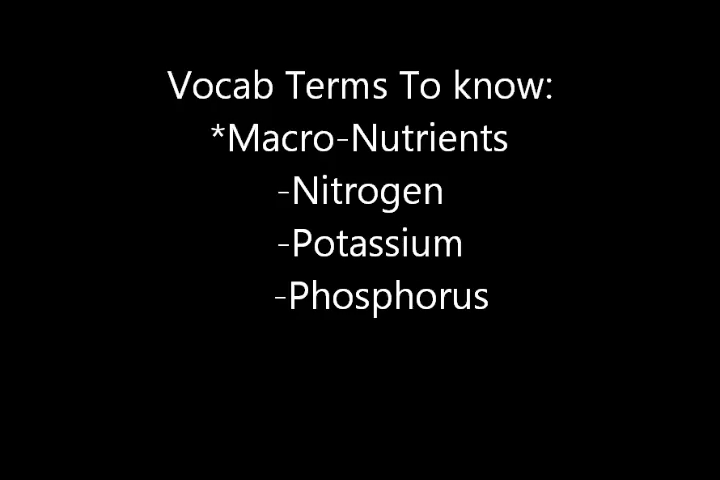 Vocab Terms To know:
*Macro-Nutrients
-Nitrogen
-Potassium
-Phosphorus